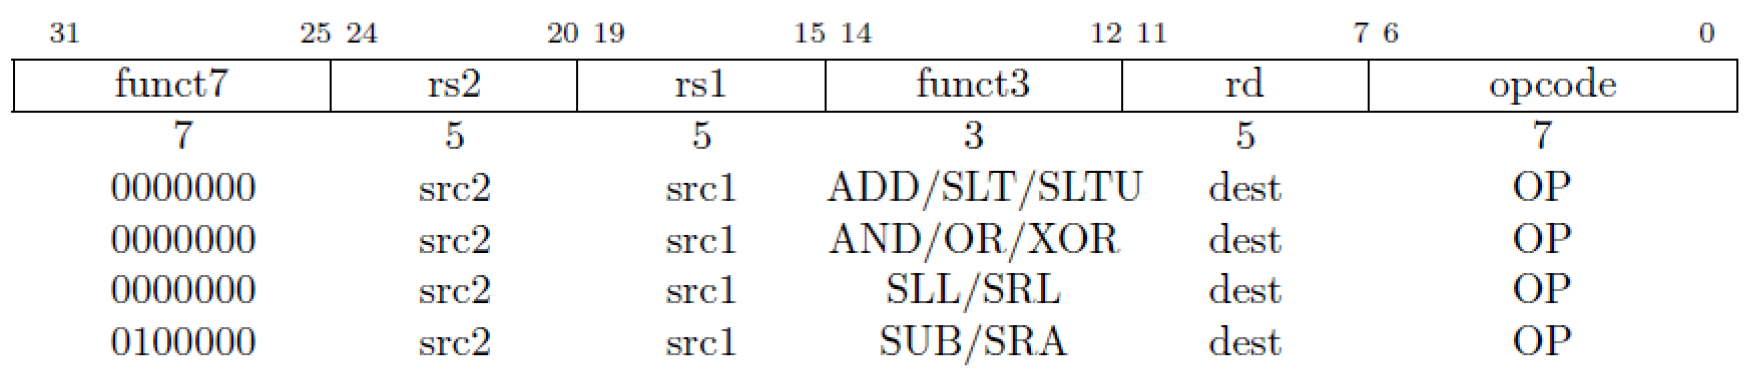 31 25 24 20 19 15 14 12 11 7 6 0
funct7 rs2 rs1 funct3 rd opcode
7 5 5 3 5 7
0000000 src2 src1 ADD/SLT/SLTU dest OP
0000000 src2 src1 AND/OR/XOR dest OP
0000000 src2 src1 SLL/SRL dest OP
0100000 src2 src1 SUB/SRA dest OP